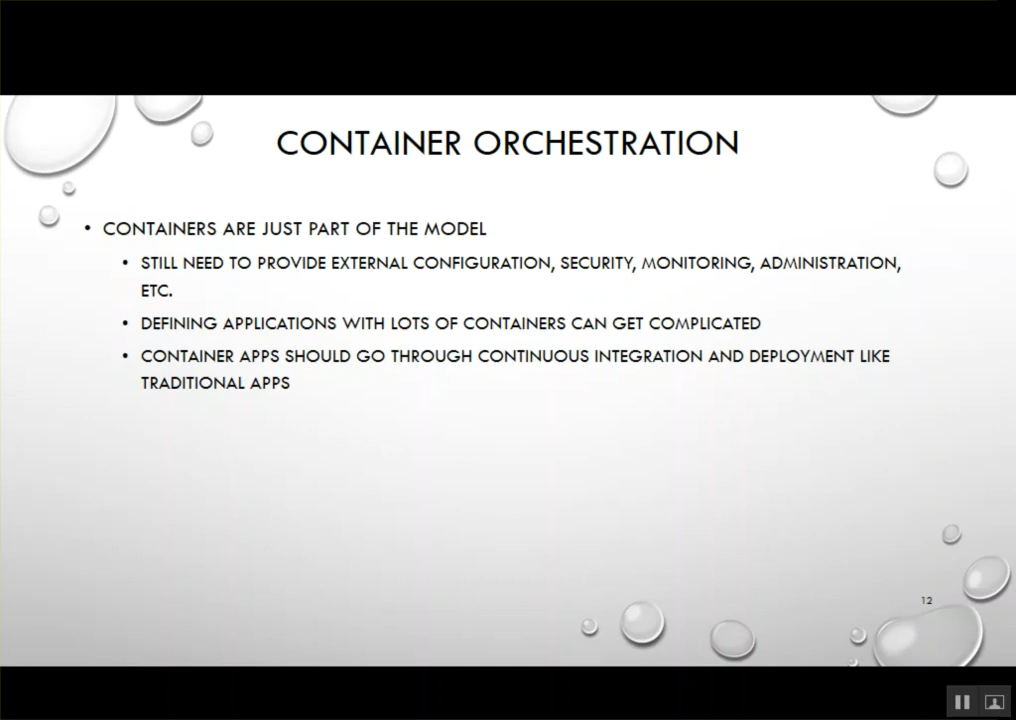 CONTAINER ORCHESTRATION
• CONTAINERS ARE JUST PART OF THE MODEL
• STILL NEED TO PROVIDE EXTERNAL CONFIGURATION, SECURITY, MONITORING, ADMINISTRATION,
ETC.
• DEFINING APPLICATIONS WITH LOTS OF CONTAINERS CAN GET COMPLICATED
• CONTAINER APPS SHOULD GO THROUGH CONTINUOUS INTEGRATION AND DEPLOYMENT LIKE
TRADITIONAL APPS
12